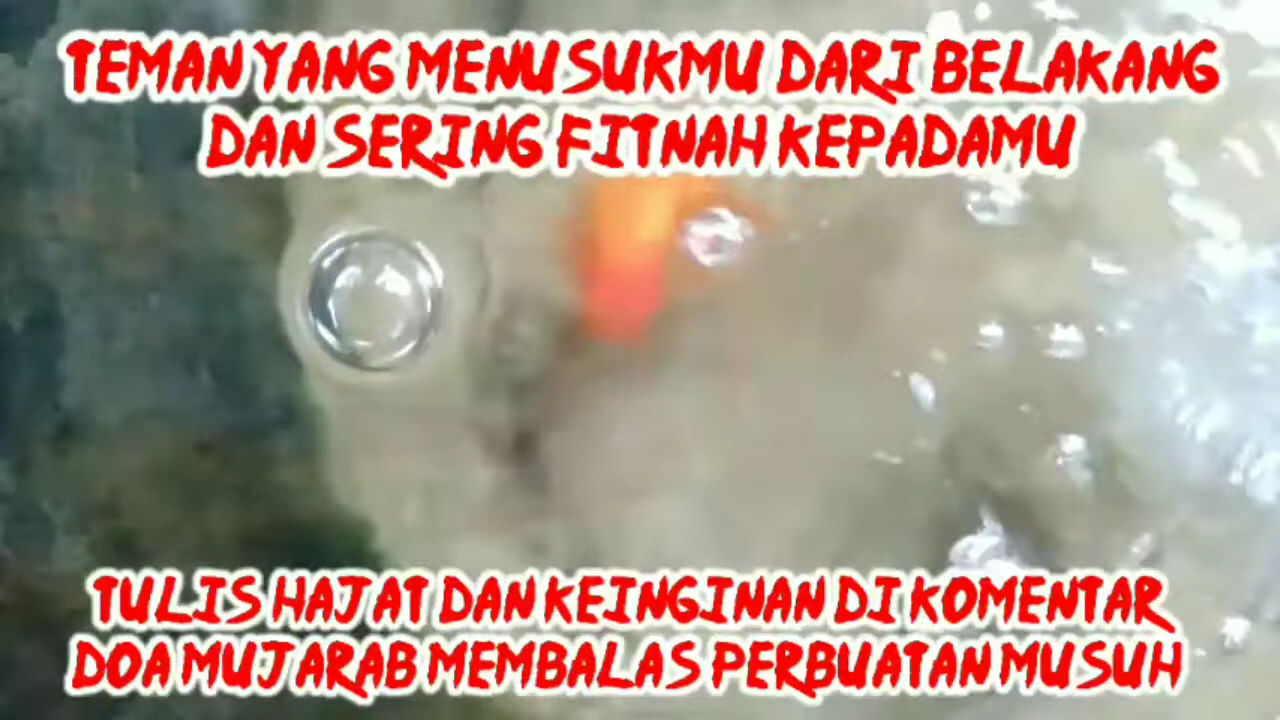 TEMAN YANG MENUSUKMU DARI BELAKANG
DAN SERING FITNAH KEPADAMU
TULIS HAJAT DAN KEINGINAN DI KOMENTAR
DOA MUJARAB MEMBALAS PERBUATAN MUSUH